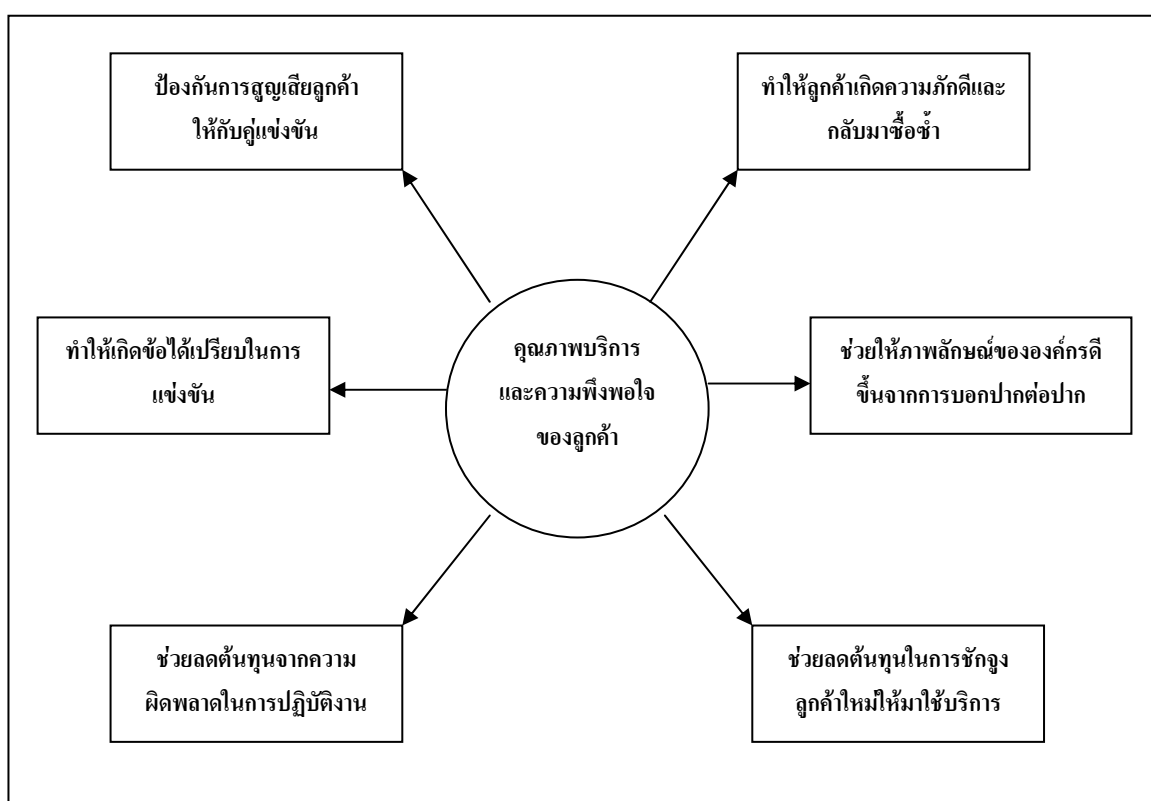 ป้องกันการสูญเสียลูกค้า
ให้กับคู่แข่งขัน
ทำให้ลูกค้าเกิดความภักดีและ
กลับมาซื้อซ้ำ
ทำให้เกิดข้อได้เปรียบในการ
แข่งขัน
คุณภาพบริการ
และความพึงพอใจ
ของลูกค้า
ช่วยให้ภาพลักษณ์ขององค์กรดี
ขึ้นจากการบอกปากต่อปาก
ช่วยลดต้นทุนจากความ
ผิดพลาดในการปฏิบัติงาน
ช่วยลดต้นทุนในการชักจูง
ลูกค้าใหม่ให้มาใช้บริการ